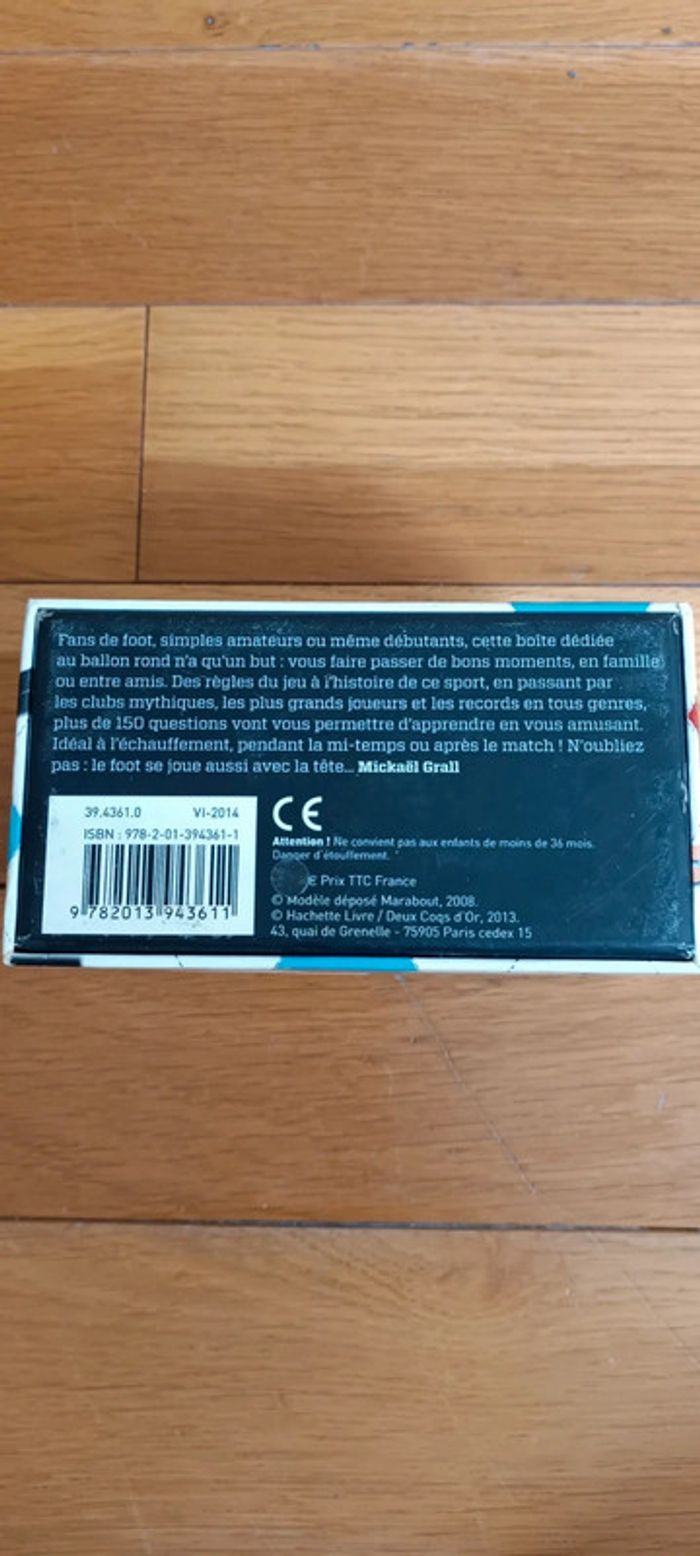 Fans de foot, simples amateurs ou même débutants, cette boîte dédiée
au ballon rond n'a qu'un but : vous faire passer de bons moments, en famille
ou entre amis. Des règles du jeu à l'histoire de ce sport, en passant par
les clubs mythiques, les plus grands joueurs et les records en tous genres,
plus de 150 questions vont vous permettre d'apprendre en vous amusant.
Idéal à l'échauffement, pendant la mi-temps ou après le match ! N'oubliez
pas : le foot se joue aussi avec la tête... Mickaël Grall
39.4361.0 VI-2014
ISBN : 978-2-01-394361-1
9 782013 943611
CE
Attention ! Ne convient pas aux enfants de moins de 36 mois.
Danger d'étouffement.
€ Prix TTC France
© Modèle déposé Marabout, 2008.
© Hachette Livre / Deux Coqs d'Or, 2013.
43, quai de Grenelle - 75905 Paris cedex 15